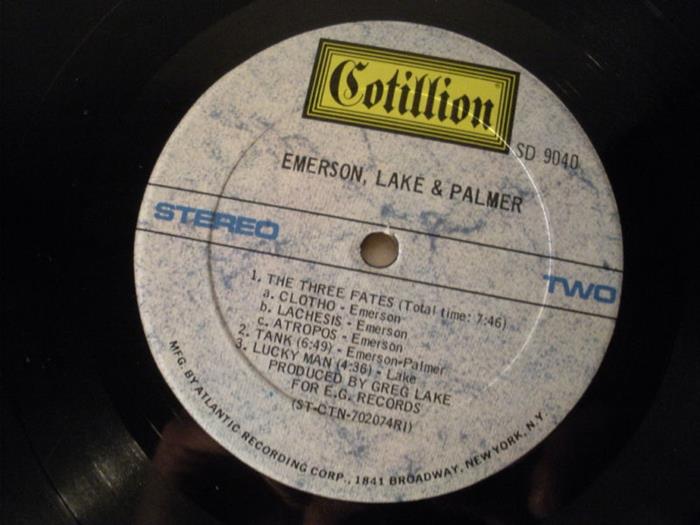 Cotillion
SD 9040
EMERSON, LAKE & PALMER
STEREO
TWO
1. THE THREE FATES (Total time: 7:46)
a. CLOTHO - Emerson
b. LACHESIS - Emerson
c. ATROPOS - Emerson
2. TANK (6:49) - Emerson-Palmer
3. LUCKY MAN (4:36) - Lake
PRODUCED BY GREG LAKE
FOR E.G. RECORDS
(ST-CTN-702074RI)
MFG. BY ATLANTIC RECORDING CORP., 1841 BROADWAY, NEW YORK, N.Y.